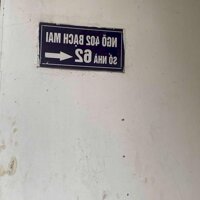 NGÕ 402 BẠCH MAI
SỐ NHÀ 62